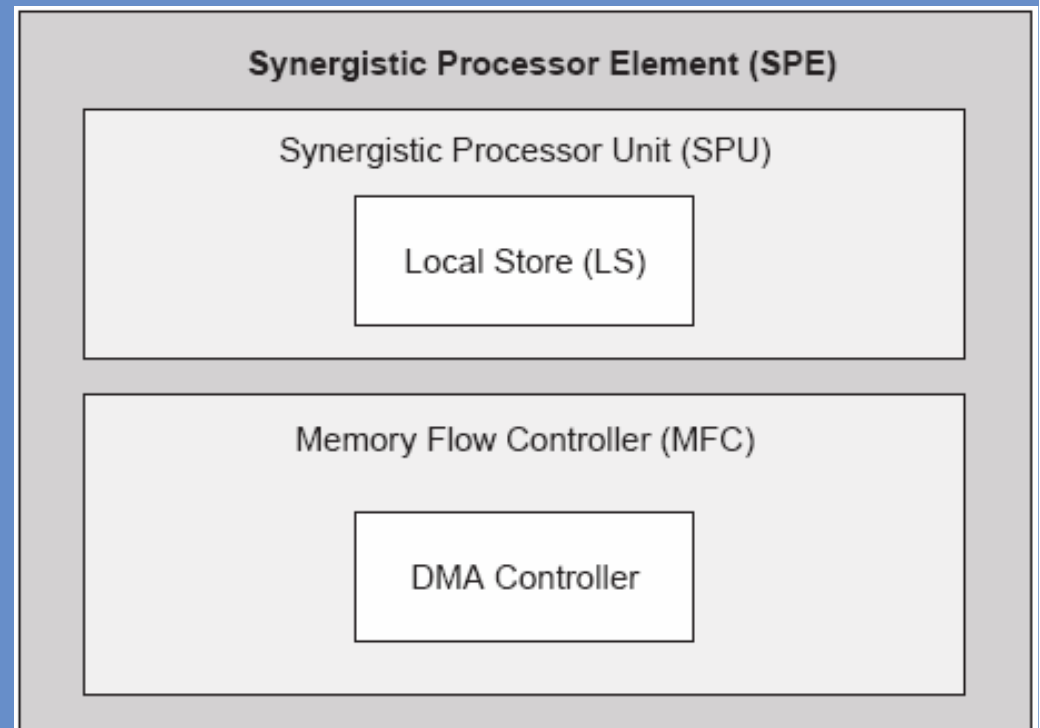 Synergistic Processor Element (SPE)
Synergistic Processor Unit (SPU)
Local Store (LS)
Memory Flow Controller (MFC)
DMA Controller